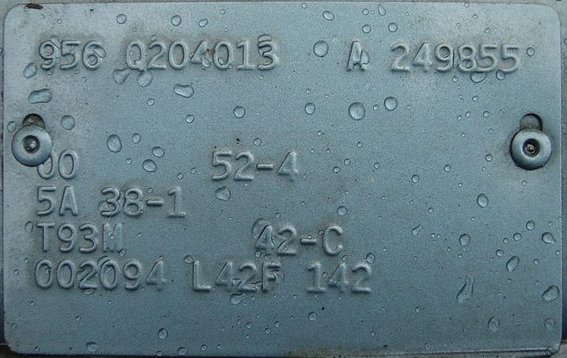 956 Q204013 A 249855
00 52-4
5A 38-1
T93M 42-C
002094 L42F 142